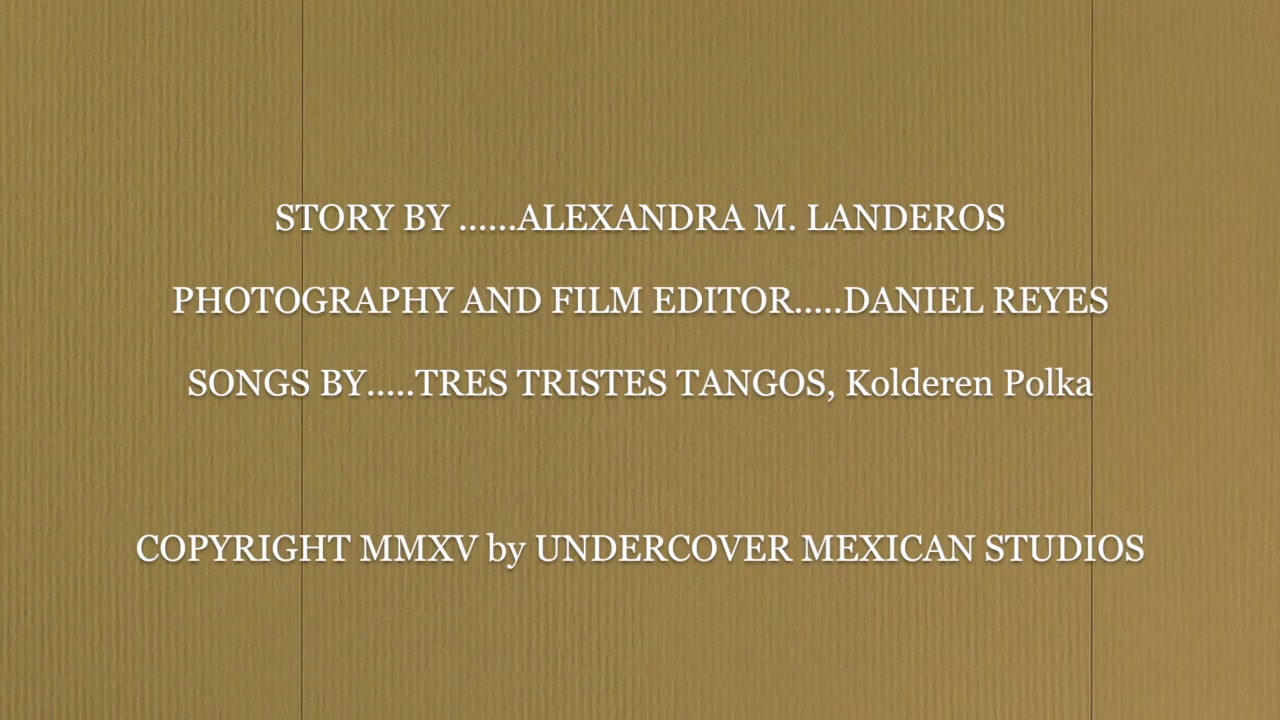 STORY BY ......ALEXANDRA M. LANDEROS
PHOTOGRAPHY AND FILM EDITOR.....DANIEL REYES
SONGS BY.....TRES TRISTES TANGOS, Kolderen Polka
COPYRIGHT MMXV by UNDERCOVER MEXICAN STUDIOS